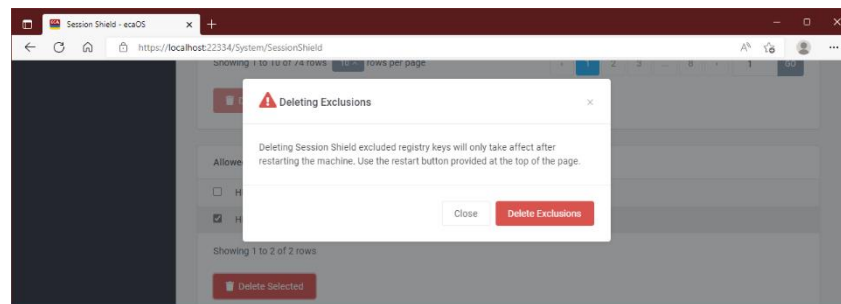 Session Shield - ecaOS
https://localhost:22334/System/SessionShield
Showing 1 to 10 of 74 rows 10 rows per page
1 2 3 ... 8 1 GO
Deleting Exclusions
Deleting Session Shield excluded registry keys will only take affect after
restarting the machine. Use the restart button provided at the top of the page.
Allowe
H
H
Close Delete Exclusions
Showing 1 to 2 of 2 rows
Delete Selected